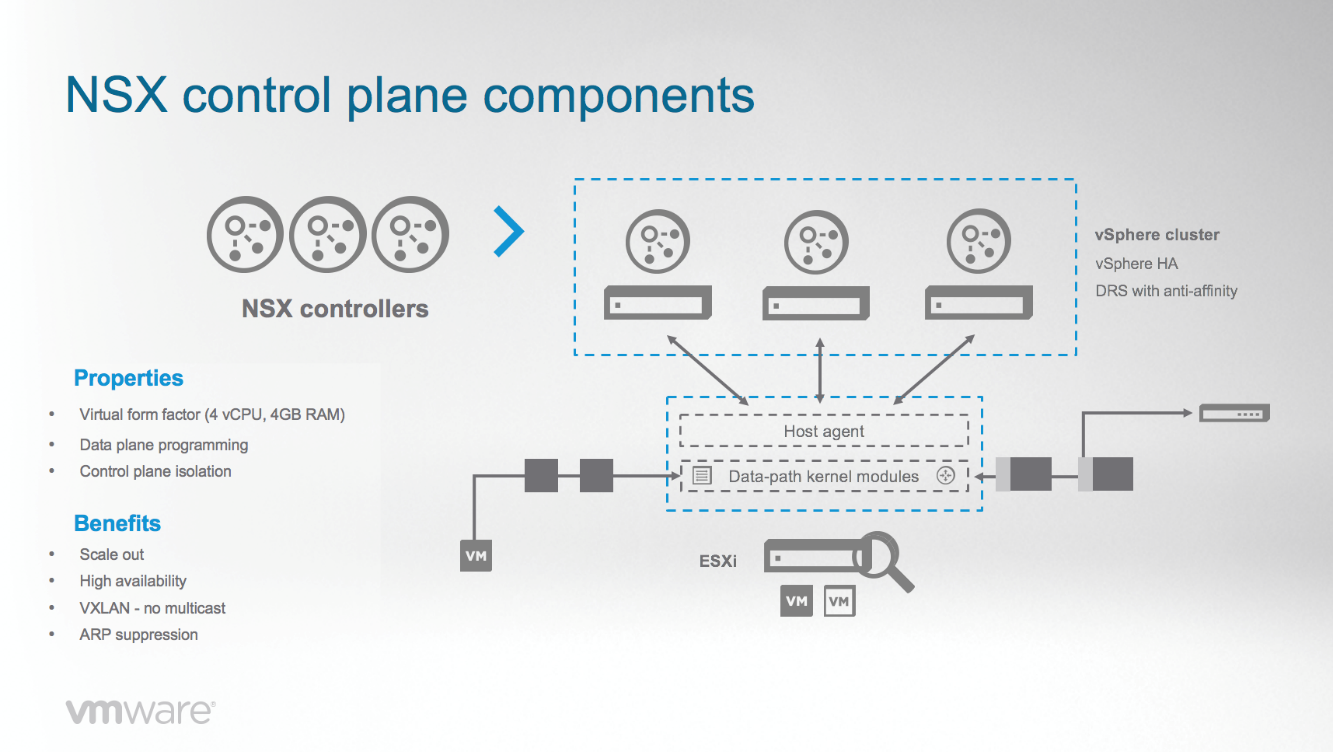 NSX control plane components
NSX controllers
vSphere cluster
vSphere HA
DRS with anti-affinity
Properties
• Virtual form factor (4 vCPU, 4GB RAM)
• Data plane programming
• Control plane isolation
Benefits
• Scale out
• High availability
• VXLAN - no multicast
• ARP suppression
Host agent
Data-path kernel modules
VM
ESXi
VM
VM
vmware®